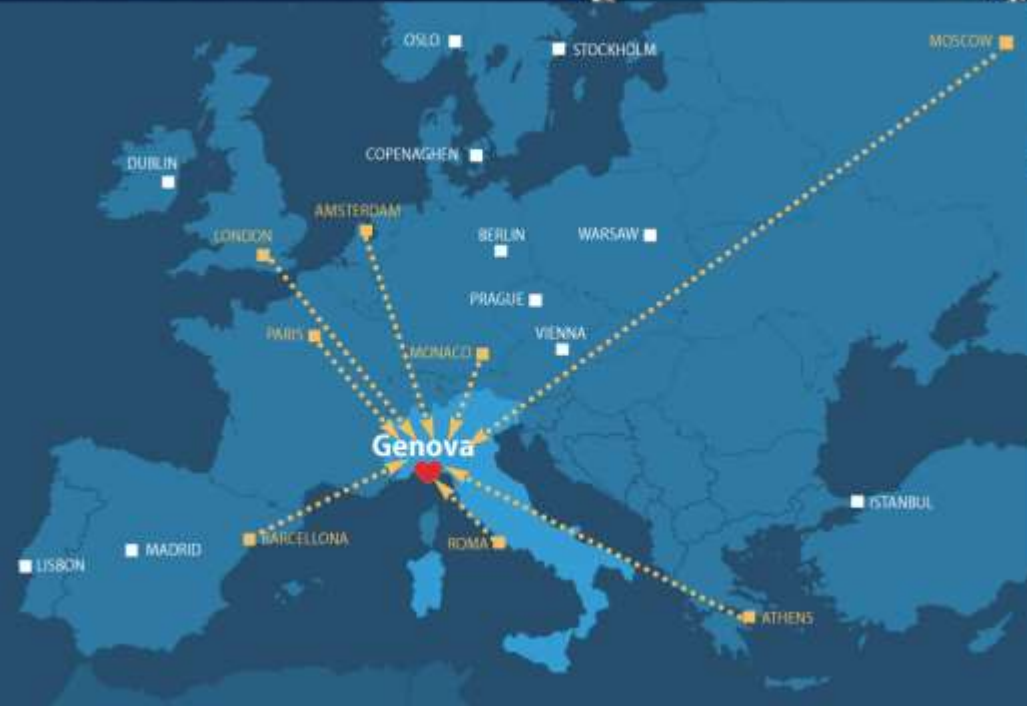 OSLO
STOCKHOLM
MOSCOW
COPENAGHEN
DUBLIN
AMSTERDAM
LONDON
BERLIN
WARSAW
PRAGUE
PARIS
VIENNA
MONACO
Genova
ISTANBUL
BARCELLONA
ROMA
MADRID
LISBON
ATHENS